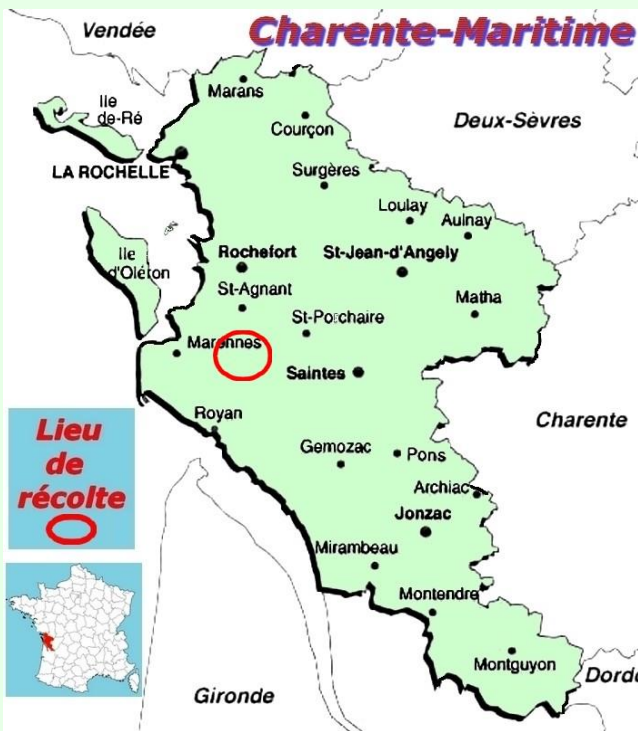 Vendée
Charente-Maritime
Marans
Ile
de-Ré
Courçon
Deux-Sèvres
LA ROCHELLE
Surgères
Loulay
Aulnay
Ile
d'Oléron
Rochefort
St-Jean-d'Angely
St-Agnant
Matha
St-Porchaire
Marennes
Saintes
Charente
Royan
Lieu
de
récolte
Gemozac
Pons
Archiac
Jonzac
Mirambeau
Montendre
Montguyon
Gironde
Dord